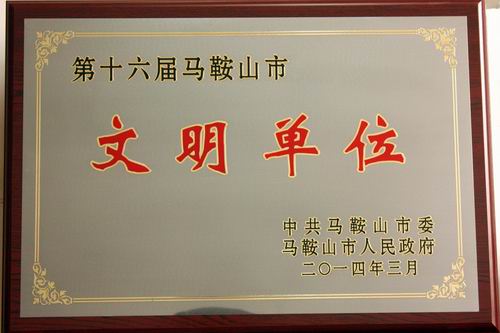 第十六届马鞍山市
文明单位
中共马鞍山市委
马鞍山市人民政府
二〇一四年三月